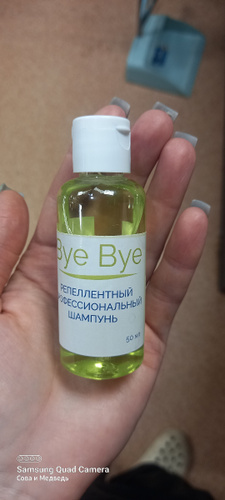 Bye Bye
РЕПЕЛЛЕНТНЫЙ
ПРОФЕССИОНАЛЬНЫЙ
ШАМПУНЬ
50 мл
Samsung Quad Camera
Сова и Медведь